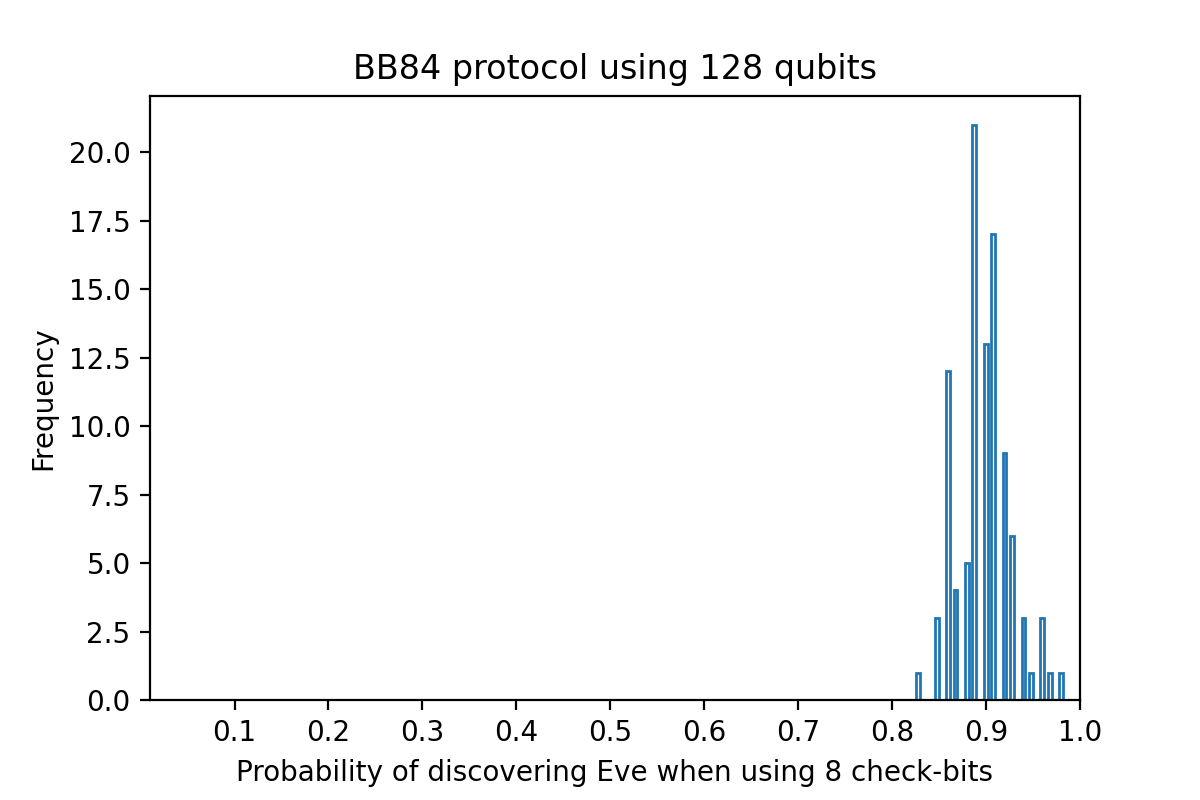 BB84 protocol using 128 qubits
20.0
17.5
15.0
12.5
10.0
7.5
5.0
2.5
0.0
Frequency
0.1 0.2 0.3 0.4 0.5 0.6 0.7 0.8 0.9 1.0
Probability of discovering Eve when using 8 check-bits